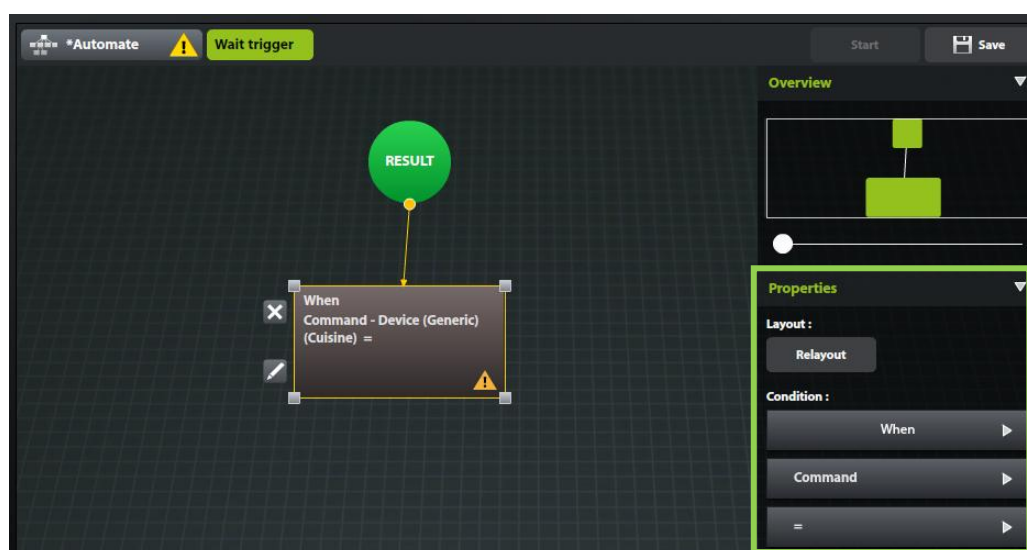 *Automate
Wait trigger
Start
Save
Overview
RESULT
When
Command - Device (Generic)
(Cuisine) =
Properties
Layout :
Relayout
Condition :
When
Command
=